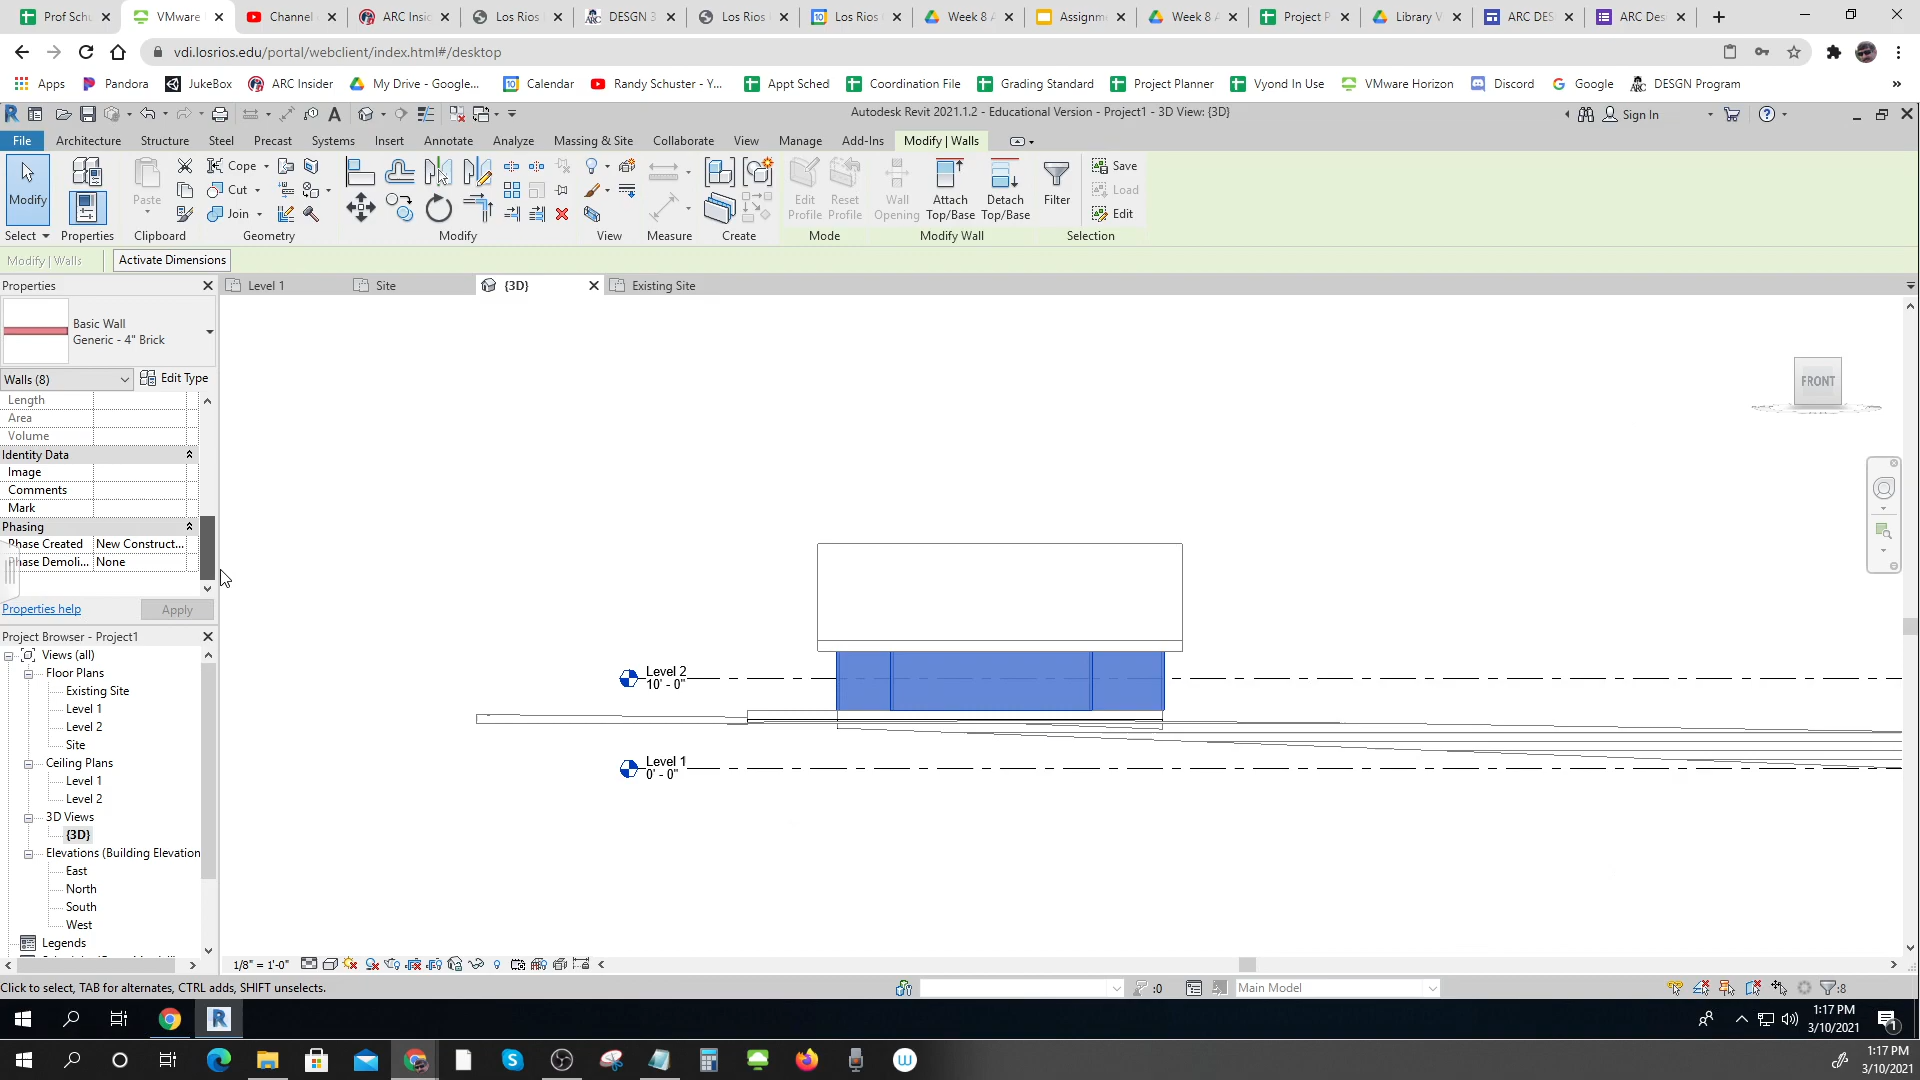 Prof Schu
VMware
Channel
ARC Insid
Los Rios
DESGN 3
Los Rios
Los Rios
Week 8 A
Assignm
Week 8 A
Project P
Library V
ARC DES
ARC Des
vdi.losrios.edu/portal/webclient/index.html#/desktop
Apps
Pandora
JukeBox
ARC Insider
My Drive - Google...
Calendar
Randy Schuster - Y...
Appt Sched
Coordination File
Grading Standard
Project Planner
Vyond In Use
VMware Horizon
Discord
Google
DESGN Program
»
Autodesk Revit 2021.1.2 - Educational Version - Project1 - 3D View: {3D}
Sign In
File
Architecture
Structure
Steel
Precast
Systems
Insert
Annotate
Analyze
Massing & Site
Collaborate
View
Manage
Add-Ins
Modify | Walls
Modify
Paste
Cope
Cut
Join
Edit Profile
Reset Profile
Wall Opening
Attach Top/Base
Detach Top/Base
Filter
Save
Load
Edit
Select
Properties
Clipboard
Geometry
Modify
View
Measure
Create
Mode
Modify Wall
Selection
Modify | Walls
Activate Dimensions
Properties
Level 1
Site
{3D}
Existing Site
Basic Wall
Generic - 4" Brick
Walls (8)
Edit Type
Length
Area
Volume
Identity Data
Image
Comments
Mark
Phasing
Phase Created
New Construct...
Phase Demoli...
None
Properties help
Apply
Project Browser - Project1
Views (all)
Floor Plans
Existing Site
Level 1
Level 2
Site
Ceiling Plans
Level 1
Level 2
3D Views
{3D}
Elevations (Building Elevation
East
North
South
West
Legends
FRONT
Level 2
10' - 0"
Level 1
0' - 0"
1/8" = 1'-0"
Click to select, TAB for alternates, CTRL adds, SHIFT unselects.
:0
Main Model
:8
1:17 PM
3/10/2021
1
1:17 PM
3/10/2021